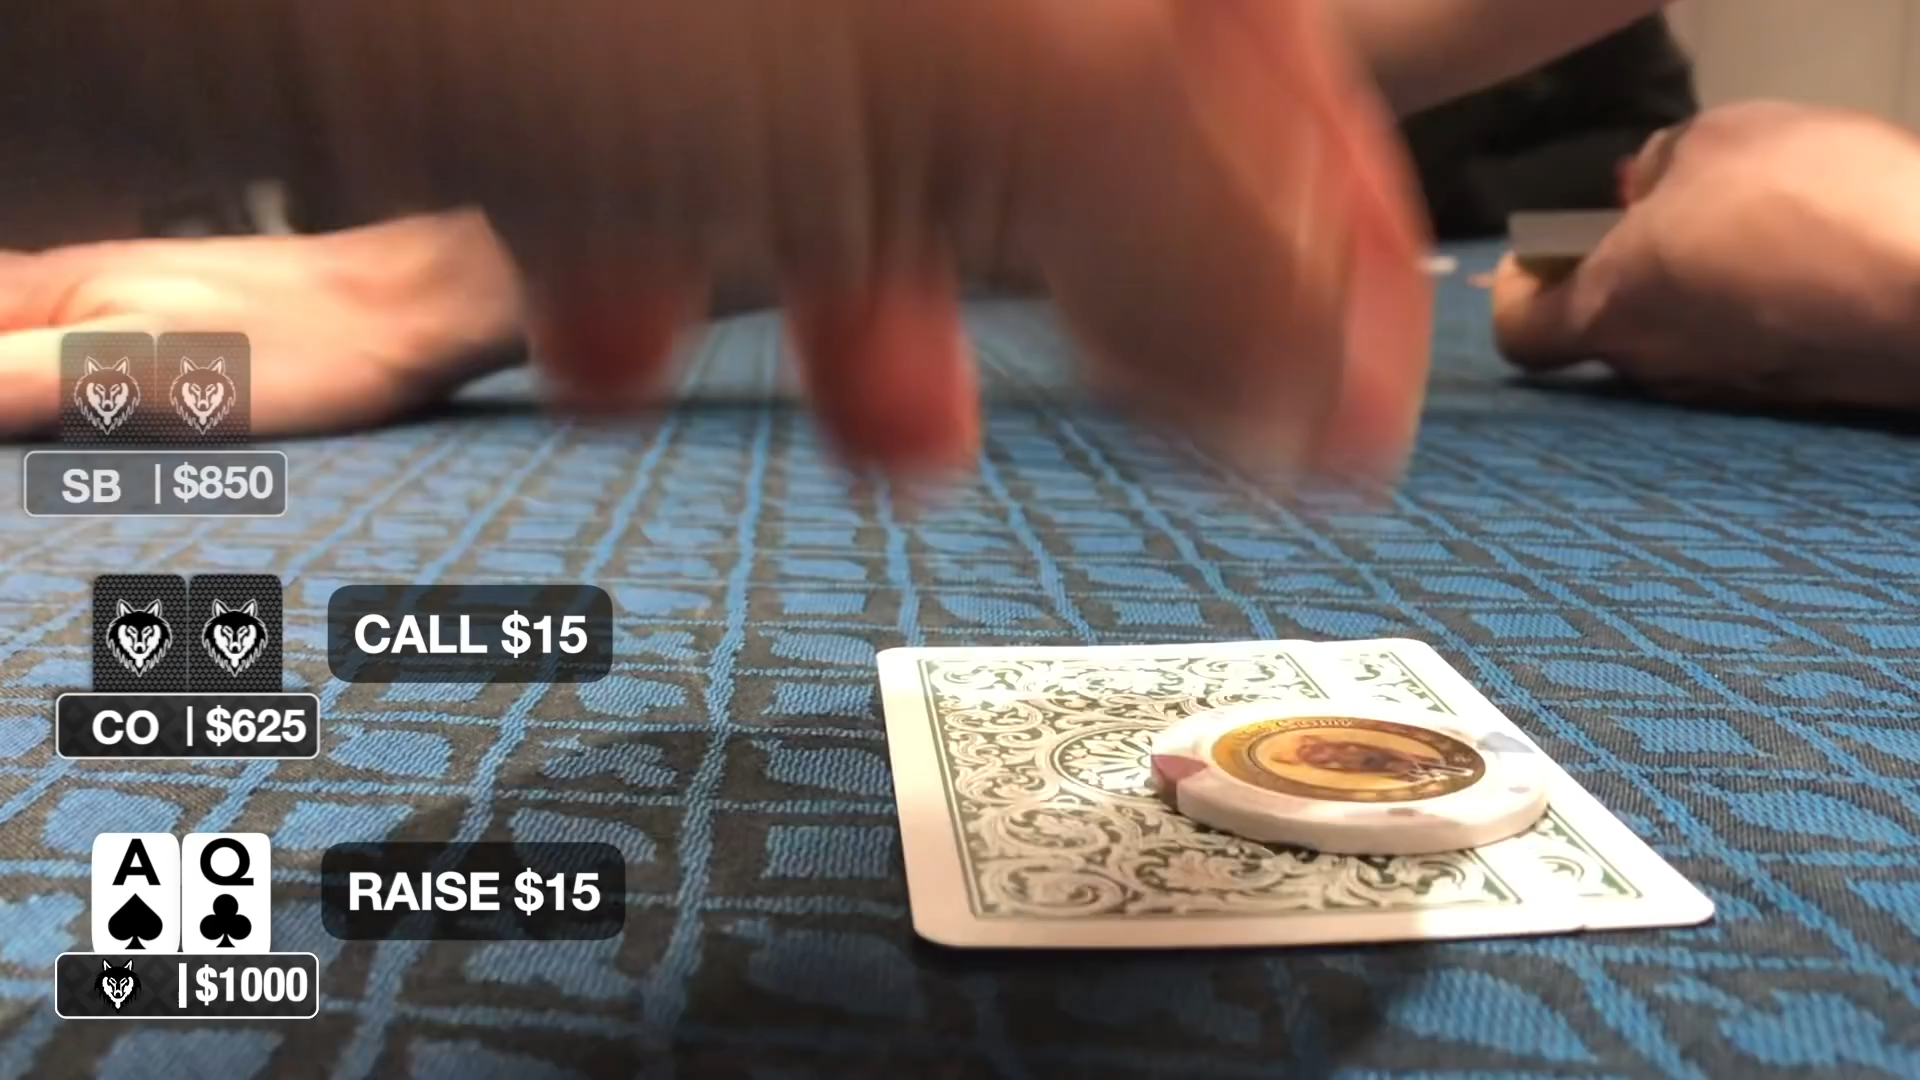 SB | $850
CALL $15
CO | $625
A Q
RAISE $15
| $1000